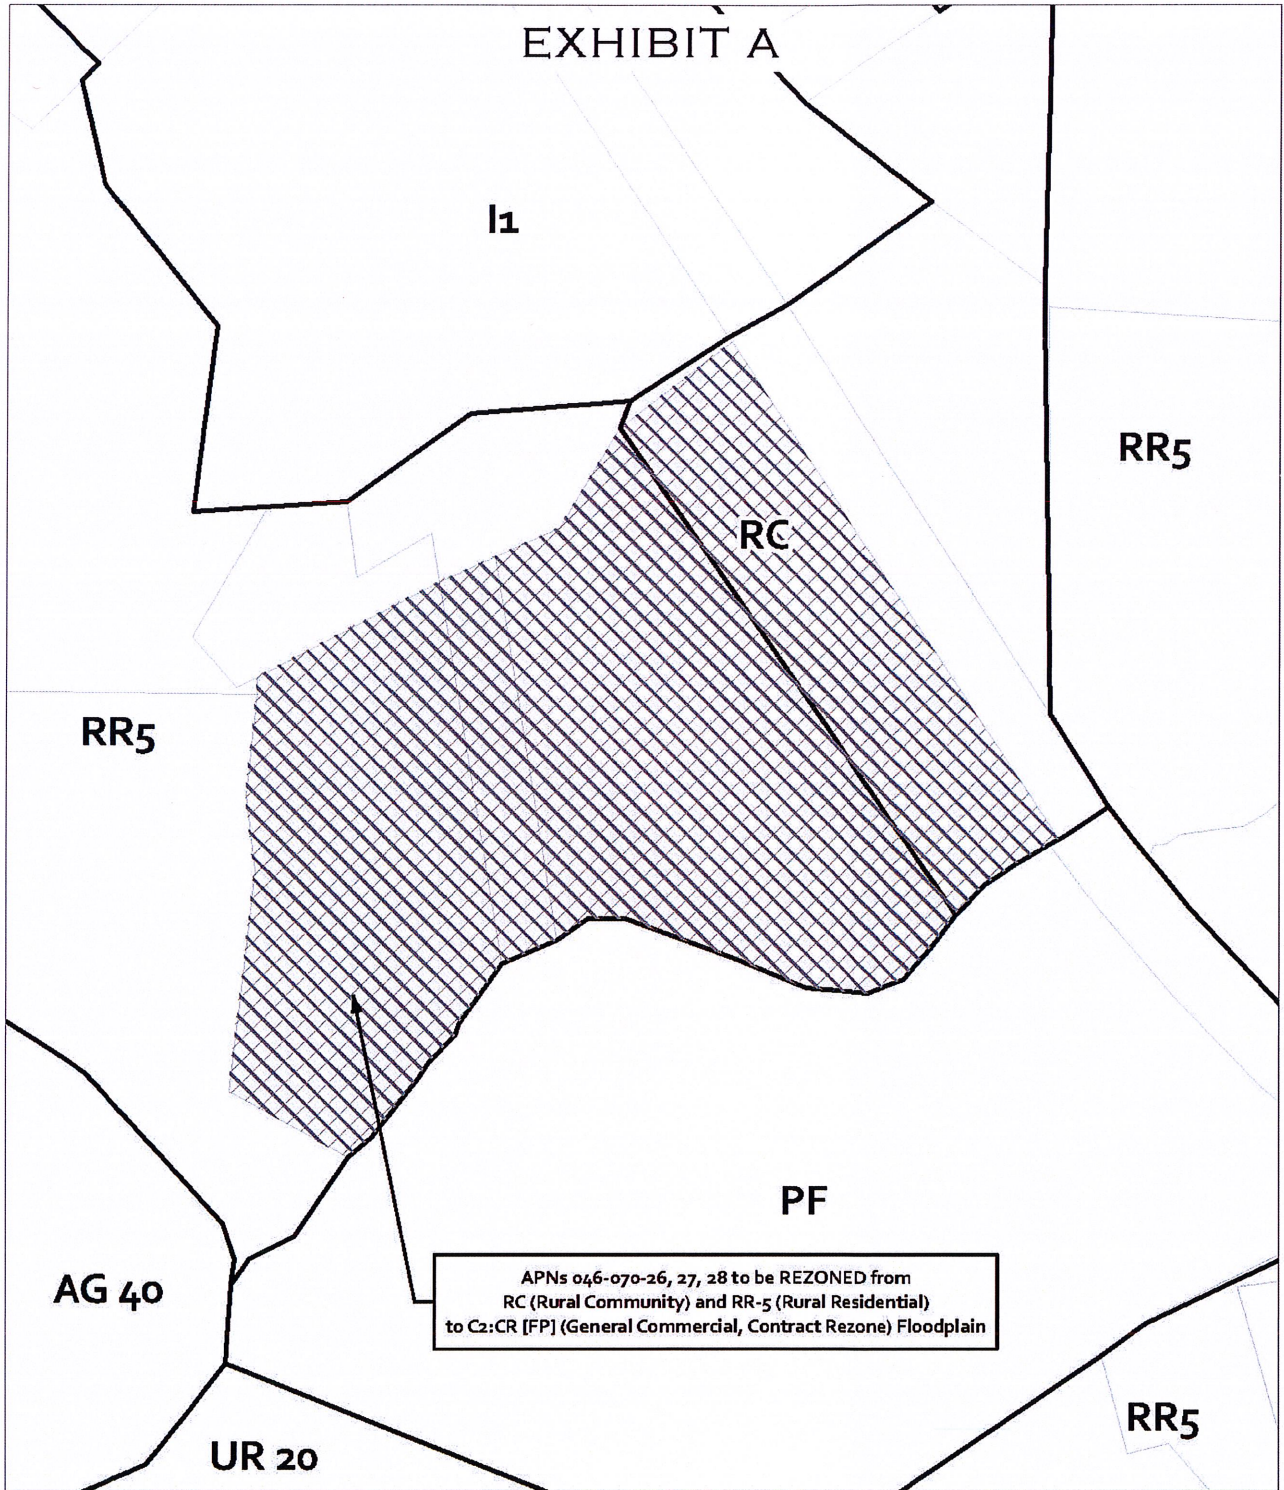 EXHIBIT A
I1
RR5
RC
RR5
PF
AG 40
APNs 046-070-26, 27, 28 to be REZONED from
RC (Rural Community) and RR-5 (Rural Residential)
to C2:CR [FP] (General Commercial, Contract Rezone) Floodplain
RR5
UR 20